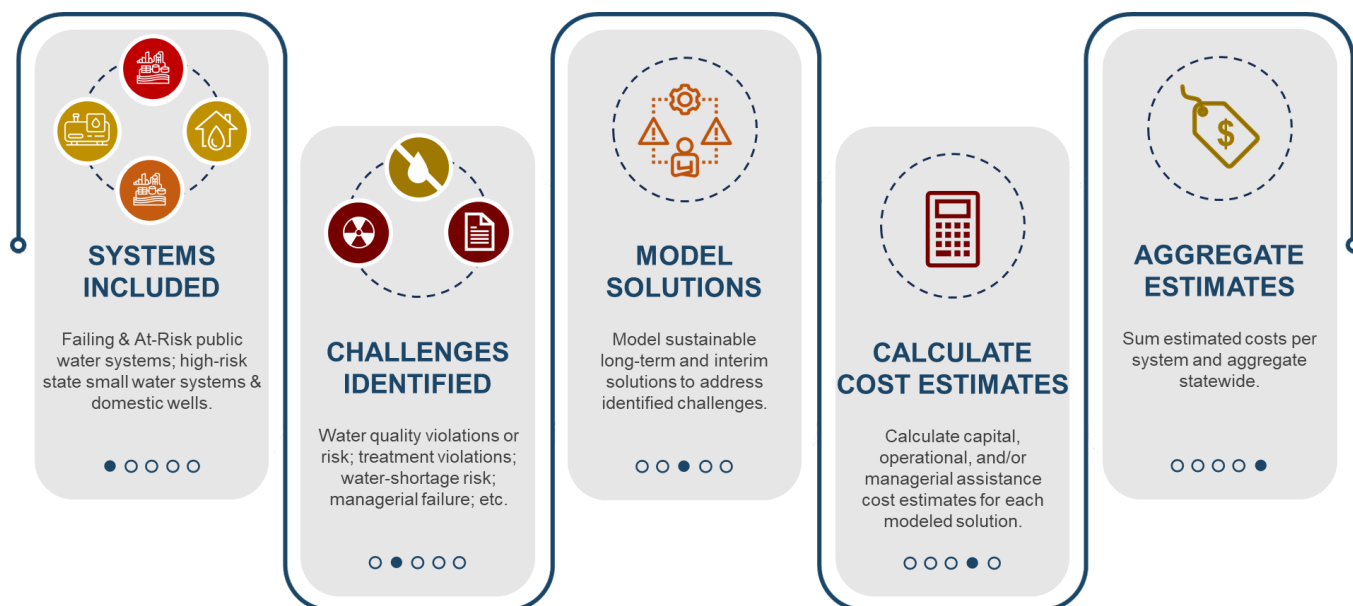 SYSTEMS
INCLUDED
Failing & At-Risk public
water systems; high-risk
state small water systems &
domestic wells.
CHALLENGES
IDENTIFIED
Water quality violations or
risk; treatment violations;
water-shortage risk;
managerial failure; etc.
MODEL
SOLUTIONS
Model sustainable
long-term and interim
solutions to address
identified challenges.
CALCULATE
COST ESTIMATES
Calculate capital,
operational, and/or
managerial assistance
cost estimates for each
modeled solution.
$
AGGREGATE
ESTIMATES
Sum estimated costs per
system and aggregate
statewide.